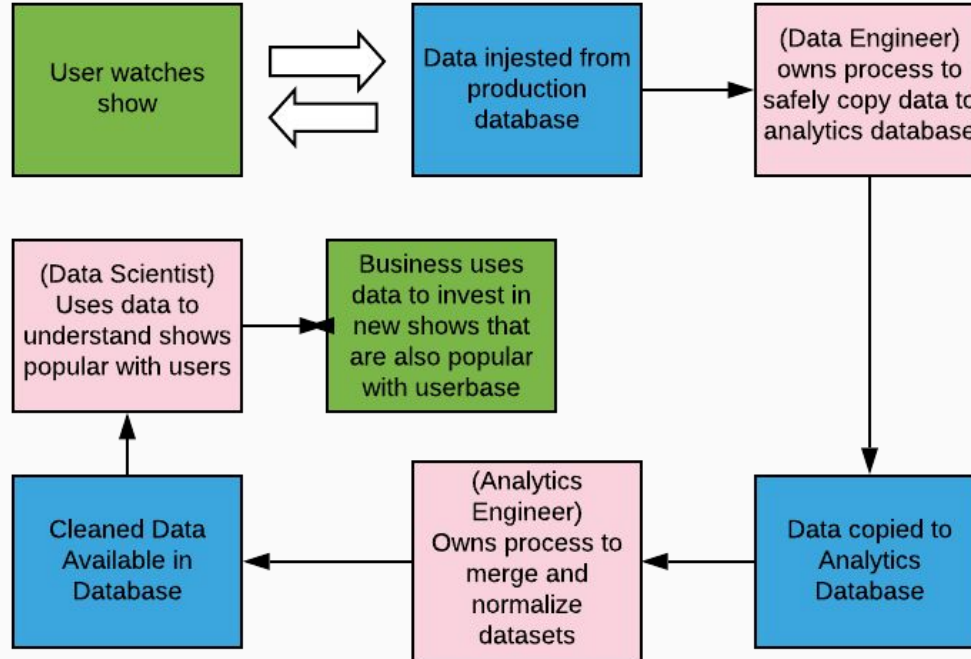 User watches
show
Data injested from
production
database
(Data Engineer)
owns process to
safely copy data to
analytics database
(Data Scientist)
Uses data to
understand shows
popular with users
Business uses
data to invest in
new shows that
are also popular
with userbase
Cleaned Data
Available in
Database
(Analytics
Engineer)
Owns process to
merge and
normalize
datasets
Data copied to
Analytics
Database